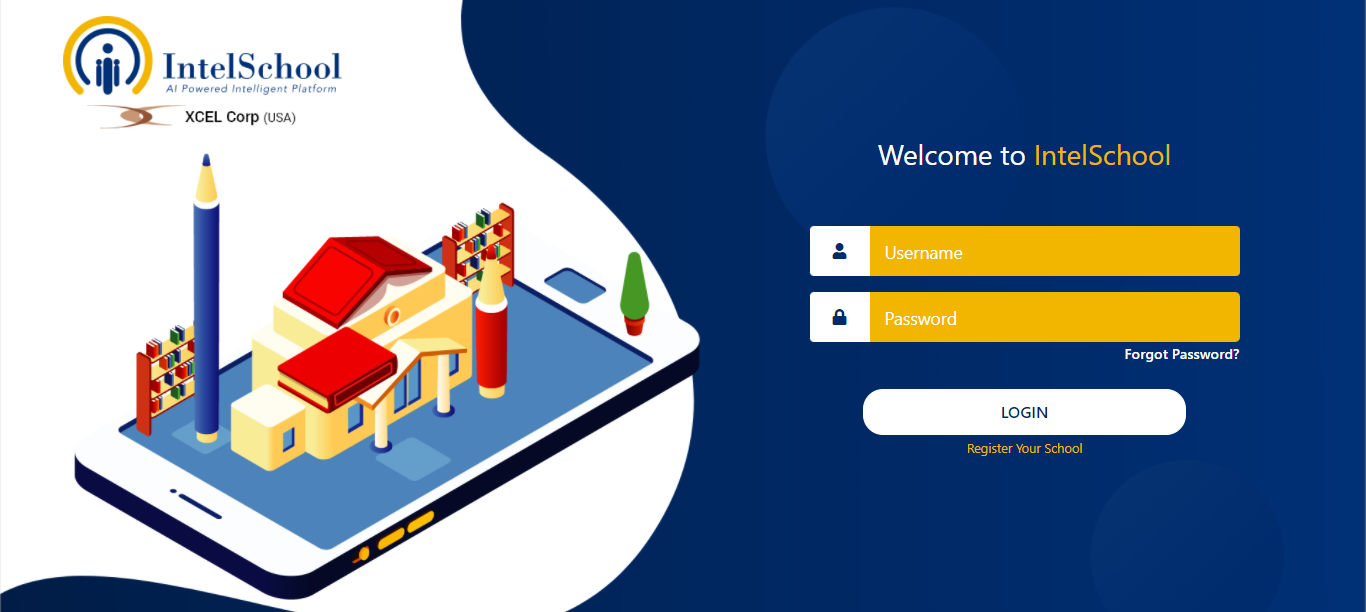 IntelSchool
AI Powered Intelligent Platform
XCEL Corp (USA)
Welcome to IntelSchool
Username
Password
Forgot Password?
LOGIN
Register Your School